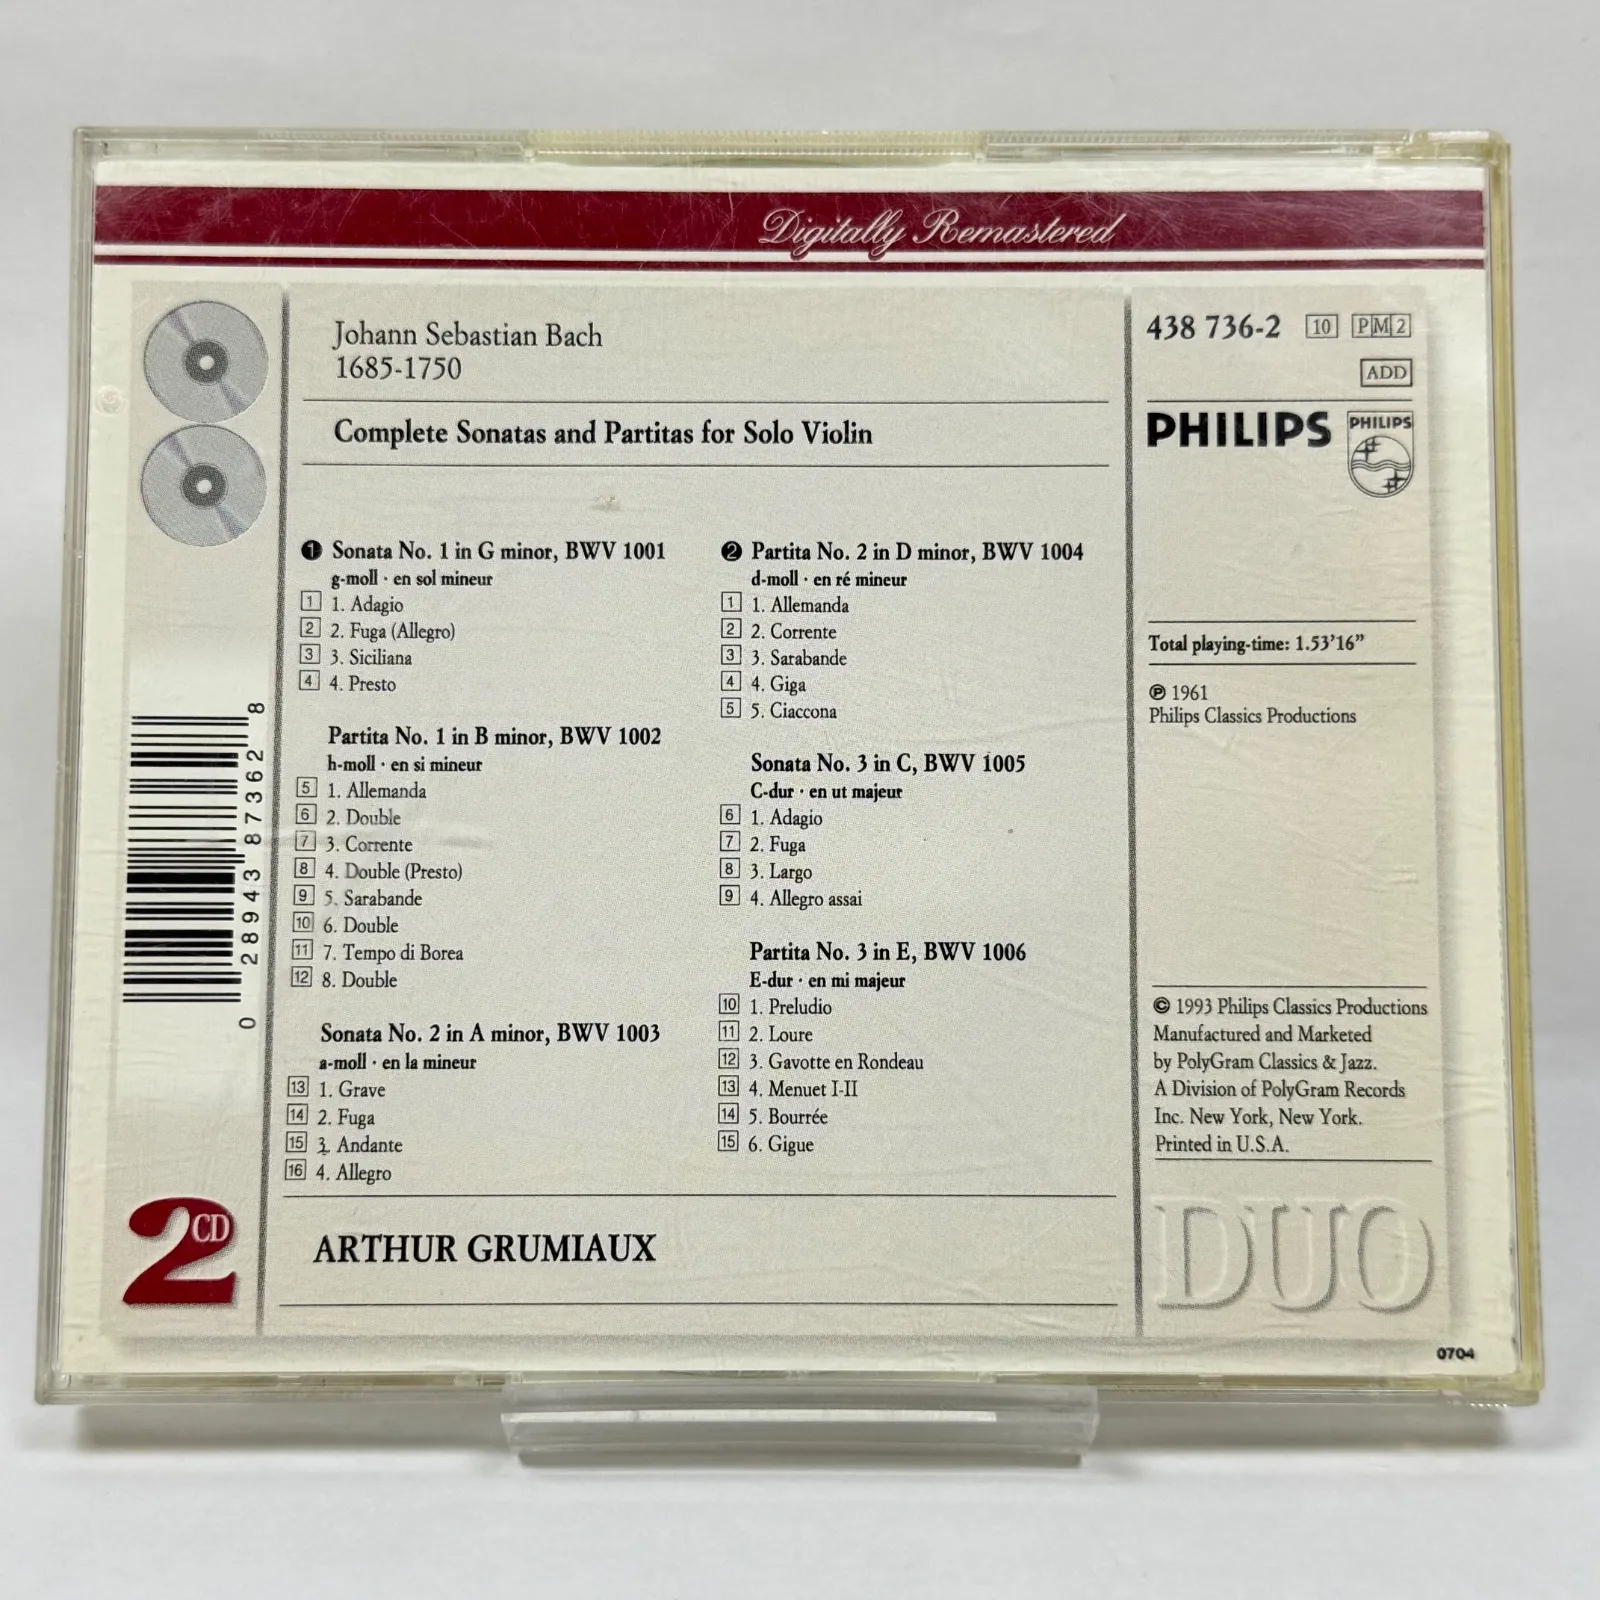 Digitally Remastered
Johann Sebastian Bach
1685-1750
Complete Sonatas and Partitas for Solo Violin
❶ Sonata No. 1 in G minor, BWV 1001
g-moll · en sol mineur
1 1. Adagio
2 2. Fuga (Allegro)
3 3. Siciliana
4 4. Presto
Partita No. 1 in B minor, BWV 1002
h-moll · en si mineur
5 1. Allemanda
6 2. Double
7 3. Corrente
8 4. Double (Presto)
9 5. Sarabande
10 6. Double
11 7. Tempo di Borea
12 8. Double
Sonata No. 2 in A minor, BWV 1003
a-moll · en la mineur
13 1. Grave
14 2. Fuga
15 3. Andante
16 4. Allegro
❷ Partita No. 2 in D minor, BWV 1004
d-moll · en ré mineur
1 1. Allemanda
2 2. Corrente
3 3. Sarabande
4 4. Giga
5 5. Ciaccona
Sonata No. 3 in C, BWV 1005
C-dur · en ut majeur
6 1. Adagio
7 2. Fuga
8 3. Largo
9 4. Allegro assai
Partita No. 3 in E, BWV 1006
E-dur · en mi majeur
10 1. Preludio
11 2. Loure
12 3. Gavotte en Rondeau
13 4. Menuet I-II
14 5. Bourrée
15 6. Gigue
ARTHUR GRUMIAUX
438 736-2 10 PM2
ADD
PHILIPS PHILIPS
Total playing-time: 1.53'16"
℗ 1961
Philips Classics Productions
© 1993 Philips Classics Productions
Manufactured and Marketed
by PolyGram Classics & Jazz.
A Division of PolyGram Records
Inc. New York, New York.
Printed in U.S.A.
DUO
0704
0 28943 87362 8
2CD